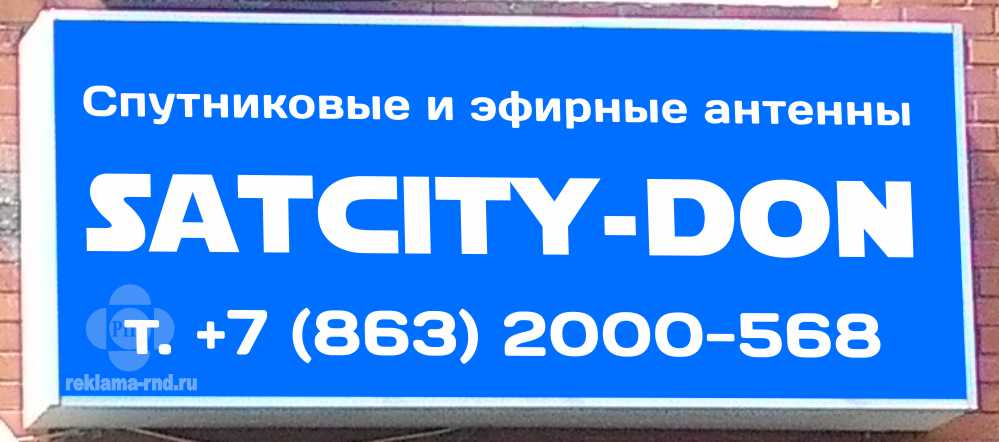 Спутниковые и эфирные антенны
SATCITY-DON
т. +7 (863) 2000-568
reklama-rnd.ru